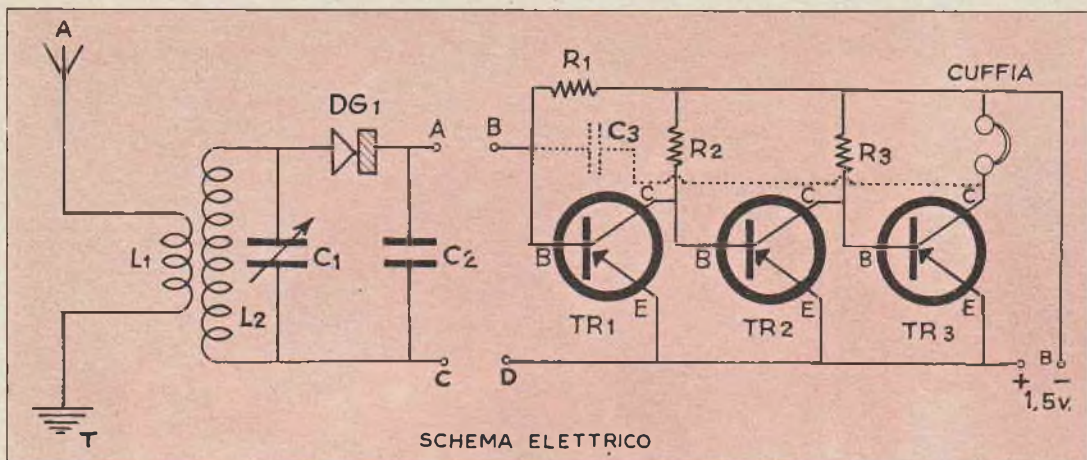 A
R1
CUFFIA
DG1
A
B
C3
R2
R3
C
C
C
L1
L2
C1
C2
B
B
B
E
E
E
TR1
TR2
TR3
C
D
+
B
−
1,5v.
T
SCHEMA ELETTRICO